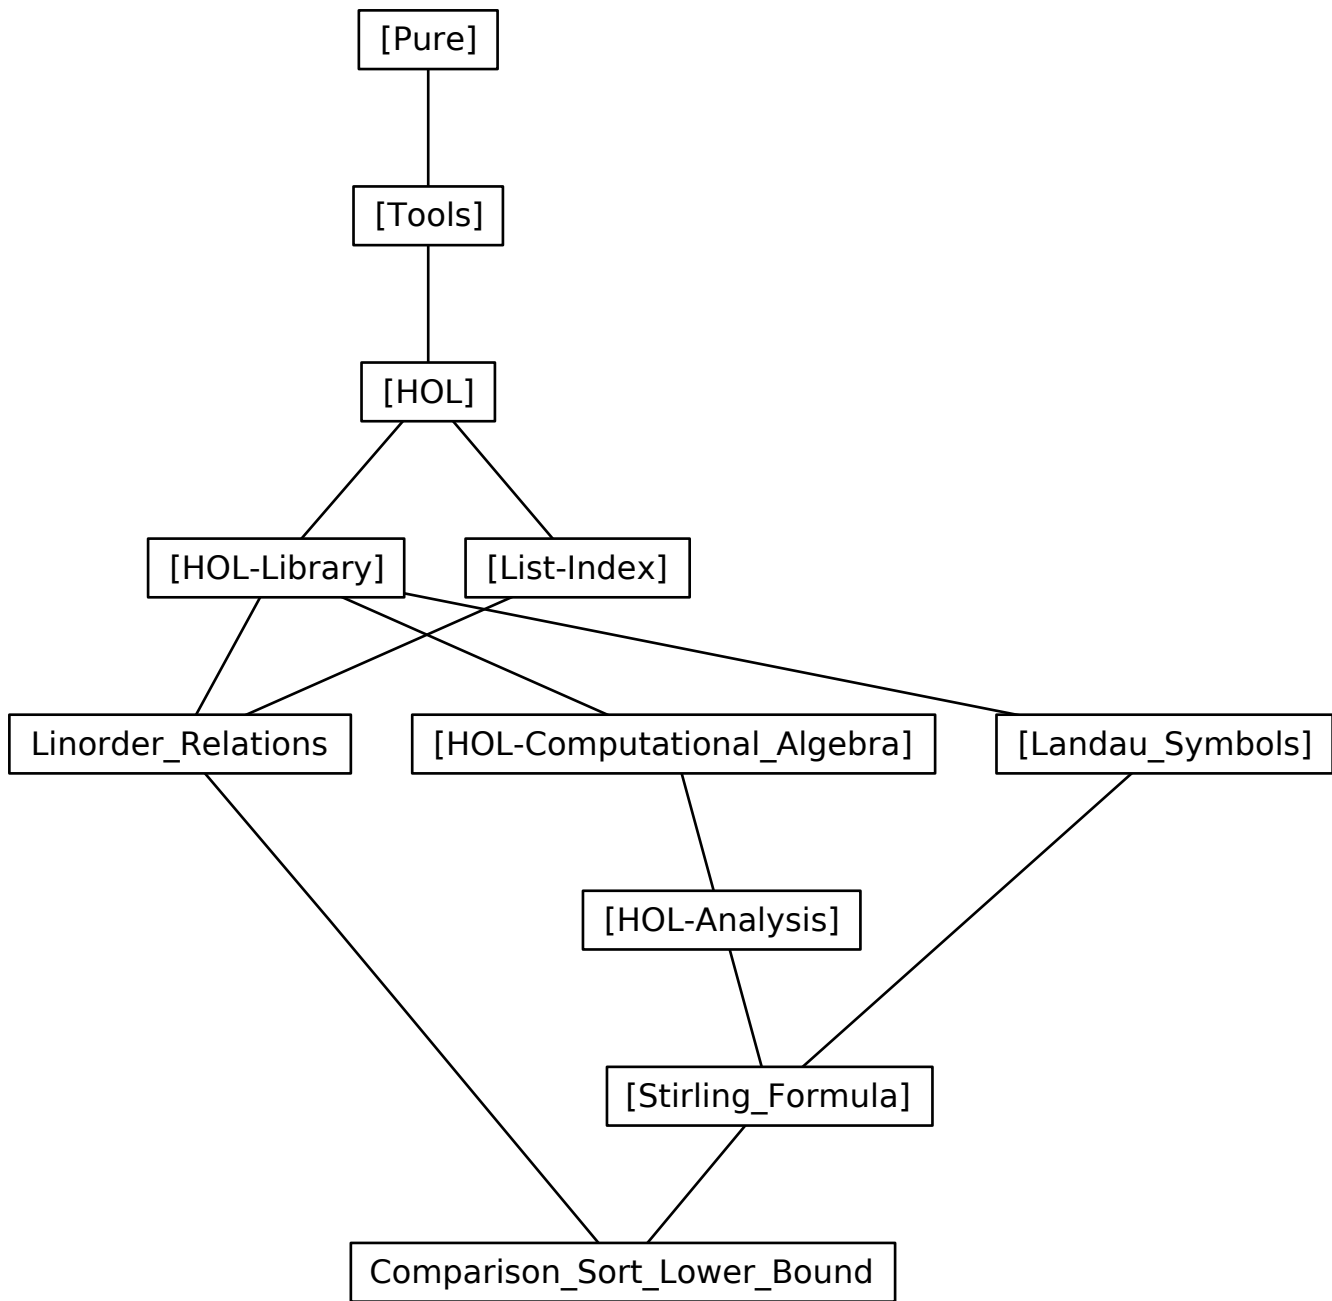 [Pure]
[Tools]
[HOL]
[HOL-Library]
[List-Index]
Linorder_Relations
[HOL-Computational_Algebra]
[Landau_Symbols]
[HOL-Analysis]
[Stirling_Formula]
Comparison_Sort_Lower_Bound